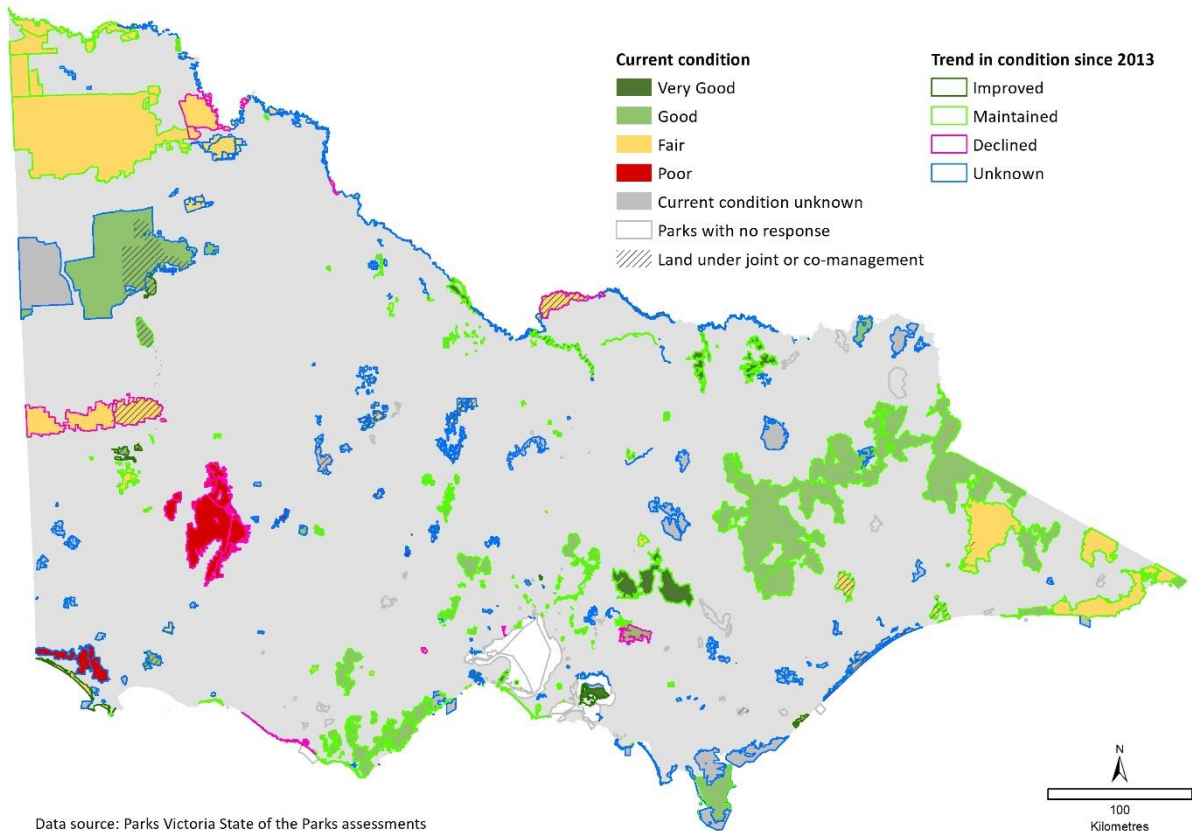 Current condition
Very Good
Good
Fair
Poor
Current condition unknown
Parks with no response
Land under joint or co-management
Trend in condition since 2013
Improved
Maintained
Declined
Unknown
N
100
Kilometres
Data source: Parks Victoria State of the Parks assessments